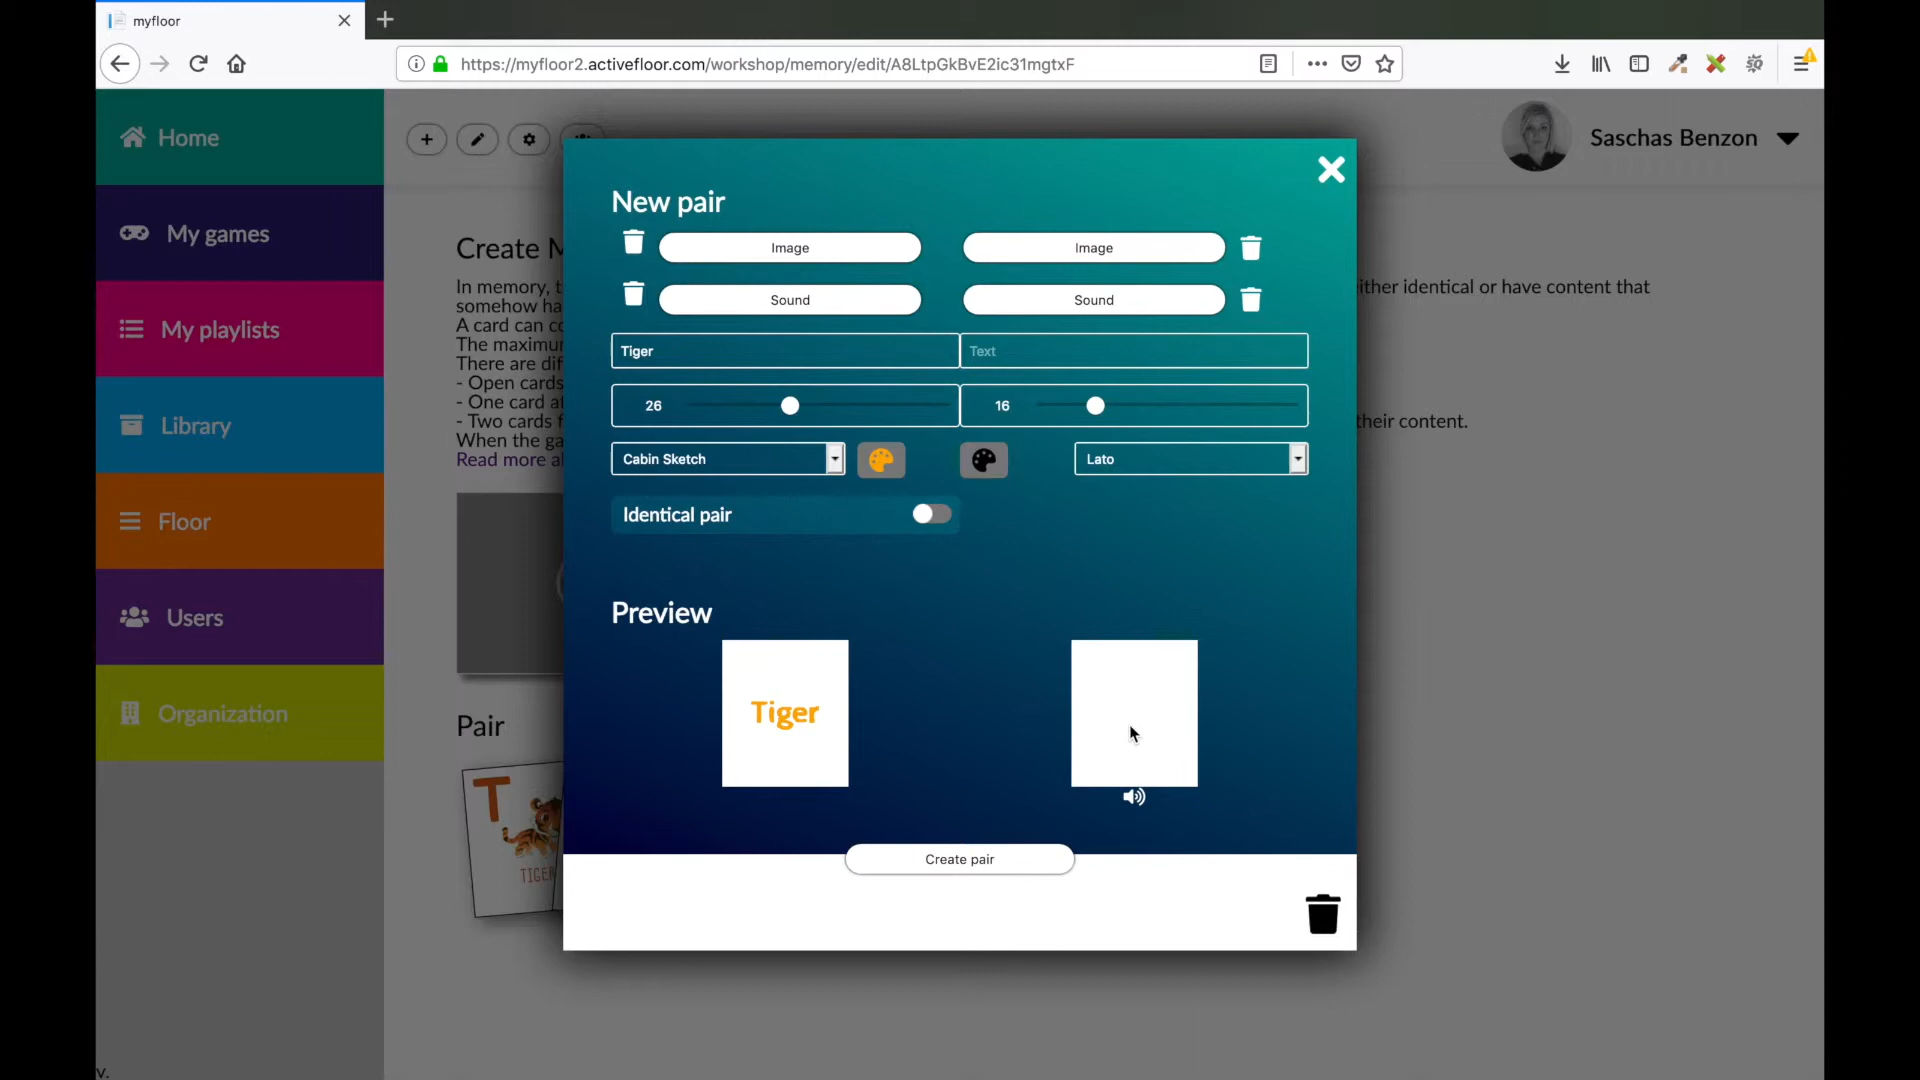 myfloor
https://myfloor2.activefloor.com/workshop/memory/edit/A8LtpGkBvE2ic31mgtxF
Home
My games
My playlists
Library
Floor
Users
Organization
Saschas Benzon
Create M
In memory, t
ither identical or have content that
somehow ha
A card can co
The maximu
There are dif
- Open cards
- One card a
- Two cards f
their content.
When the ga
Read more a
Pair
T
TIGER
New pair
Image
Image
Sound
Sound
Tiger
Text
26
16
Cabin Sketch
Lato
Identical pair
Preview
Tiger
Create pair
v.